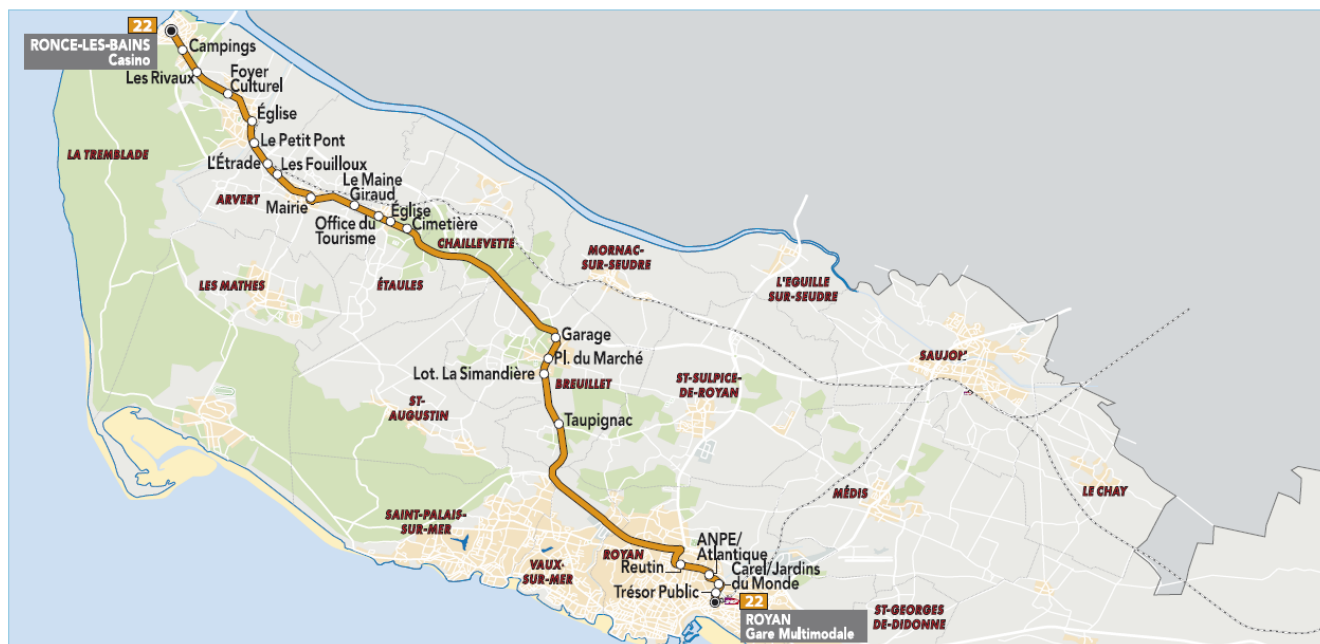 22
RONCE-LES-BAINS
Casino
Campings
Les Rivaux
Foyer
Culturel
Église
Le Petit Pont
LA TREMBLADE
L'Étrade
Les Fouilloux
Le Maine
Giraud
ARVERT
Mairie
Église
Office du
Tourisme
Cimetière
CHAILLEVETTE
MORNAC-
SUR-SEUDRE
L'EGUILLE
SUR-SEUDRE
LES MATHES
ÉTAULES
Garage
Pl. du Marché
SAUJON
Lot. La Simandière
BREUILLET
ST-SULPICE-
DE-ROYAN
ST-
AUGUSTIN
Taupignac
LE CHAY
MÉDIS
SAINT-PALAIS-
SUR-MER
ANPE/
Atlantique
ROYAN
Reutin
VAUX-
SUR-MER
Carel/Jardins
du Monde
Trésor Public
22
ROYAN
Gare Multimodale
ST-GEORGES
DE-DIDONNE